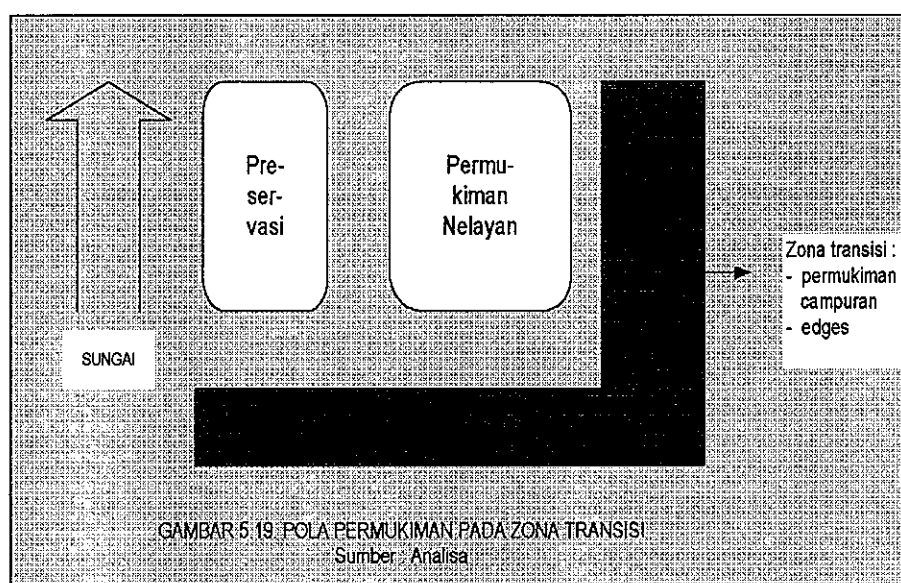 Pre-
ser-
vasi
Permu-
kiman
Nelayan
Zona transisi :
- permukiman
campuran
- edges
SUNGAI
GAMBAR 5.19. POLA PERMUKIMAN PADA ZONA TRANSISI
Sumber : Analisa